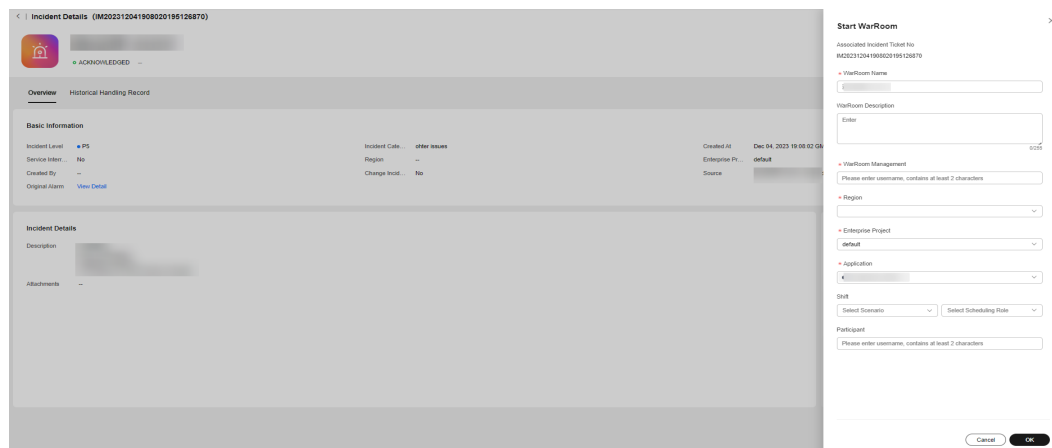 < | Incident Details（IM20231204190802019512​6870）
ACKNOWLEDGED --
Overview Historical Handling Record
Basic Information
Incident Level P5 Incident Cate... ohter issues Created At Dec 04, 2023 19:08:02 GM
Service Interr... No Region -- Enterprise Pr... default
Created By -- Change Incid... No Source
Original Alarm View Detail
Incident Details
Description
Attachments --
Start WarRoom
Associated Incident Ticket No
IM202312041908020195126870
* WarRoom Name
WarRoom Description
Enter
0/255
* WarRoom Management
Please enter username, contains at least 2 characters
* Region
* Enterprise Project
default
* Application
Shift
Select Scenario Select Scheduling Role
Participant
Please enter username, contains at least 2 characters
Cancel OK